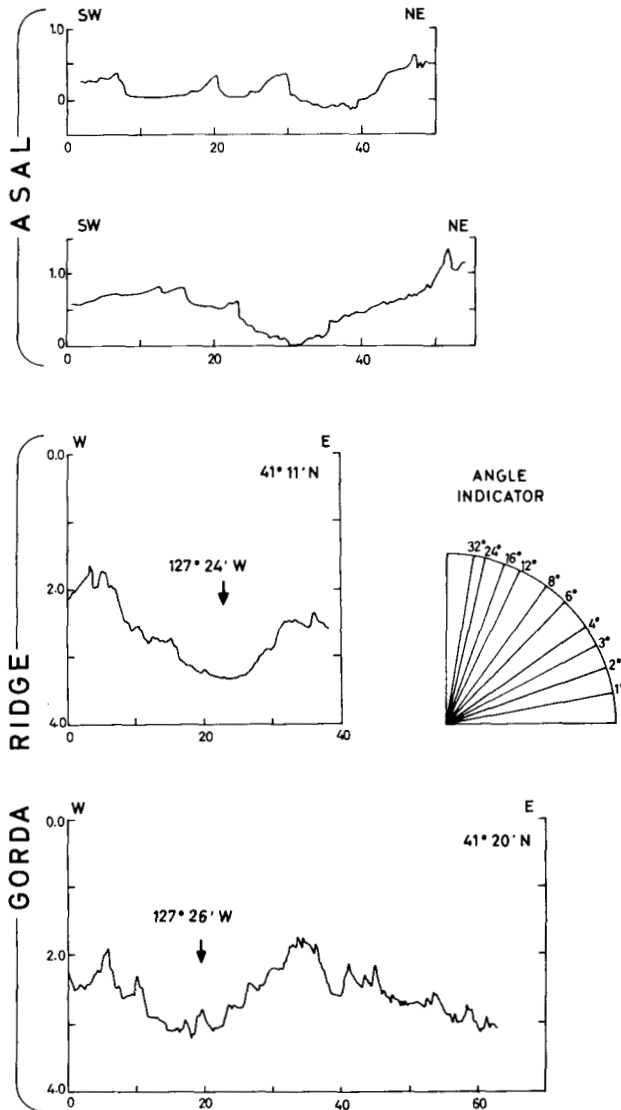 ASAL
SW NE
1.0
0
0 20 40
SW NE
1.0
0
0 20 40
GORDA RIDGE
W E
0.0
41° 11' N
127° 24' W
2.0
4.0
0 20 40
ANGLE
INDICATOR
32° 24° 16° 12° 8° 6° 4° 3° 2° 1°
W E
0.0
41° 20' N
127° 26' W
2.0
4.0
0 20 40 60